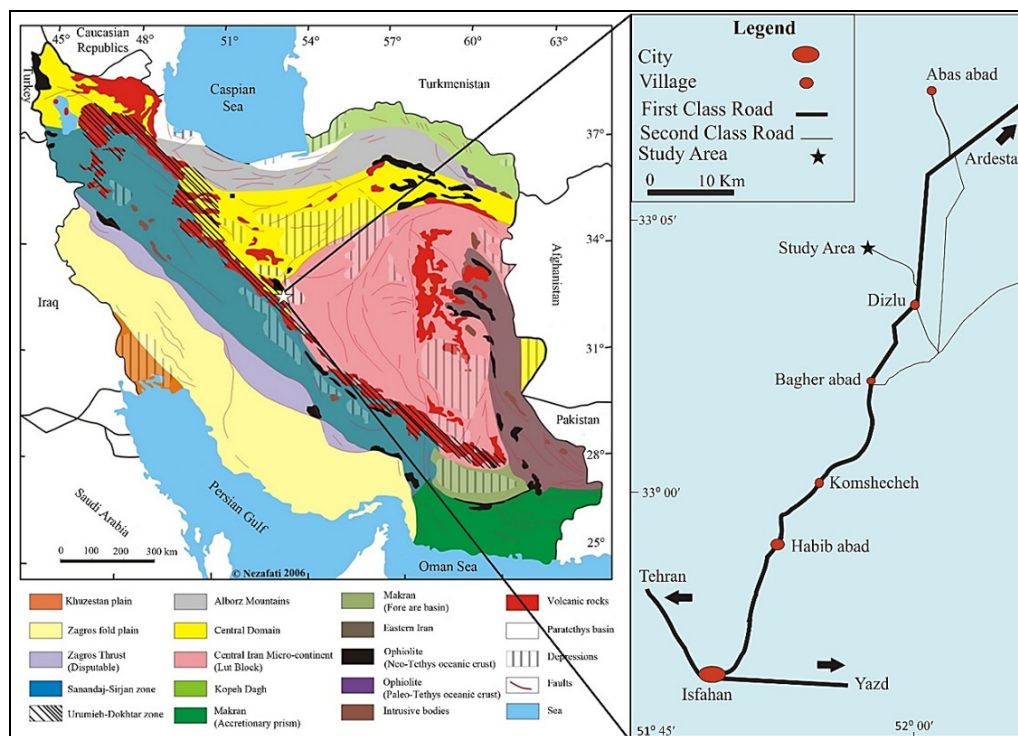 45°
48°
51°
54°
57°
60°
63°
Caucasian
Republics
Turkey
Caspian
Sea
Turkmenistan
37°
34°
Afghanistan
Iraq
31°
Pakistan
28°
Saudi Arabia
Persian Gulf
25°
0 100 200 300 km
Oman Sea
© Nezafati 2006
Khuzestan plain
Alborz Mountains
Makran
(Fore are basin)
Volcanic rocks
Zagros fold plain
Central Domain
Eastern Iran
Paratethys basin
Zagros Thrust
(Disputable)
Central Iran Micro-continent
(Lut Block)
Ophiolite
(Neo-Tethys oceanic crust)
Depressions
Sanandaj-Sirjan zone
Kopeh Dagh
Ophiolite
(Paleo-Tethys oceanic crust)
Faults
Urumieh-Dokhtar zone
Makran
(Accretionary prism)
Intrusive bodies
Sea
Legend
City
Village
First Class Road
Second Class Road
Study Area
0 10 Km
Abas abad
Ardesta
33° 05'
Study Area
Dizlu
Bagher abad
Komshecheh
33° 00'
Habib abad
Tehran
Isfahan
Yazd
51° 45'
52° 00'